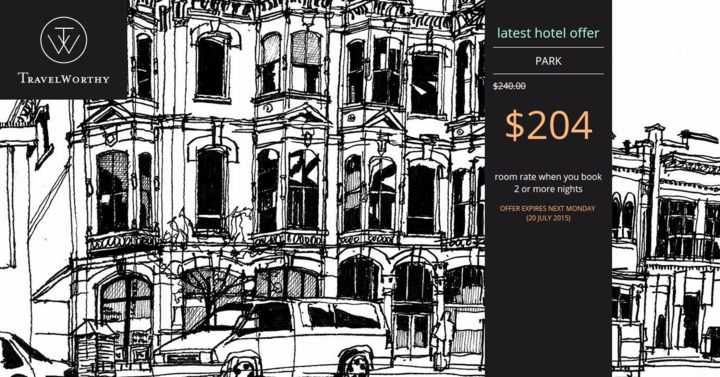 TW
TRAVELWORTHY
latest hotel offer
PARK
$240.00
$204
room rate when you book
2 or more nights
OFFER EXPIRES NEXT MONDAY
(20 JULY 2015)